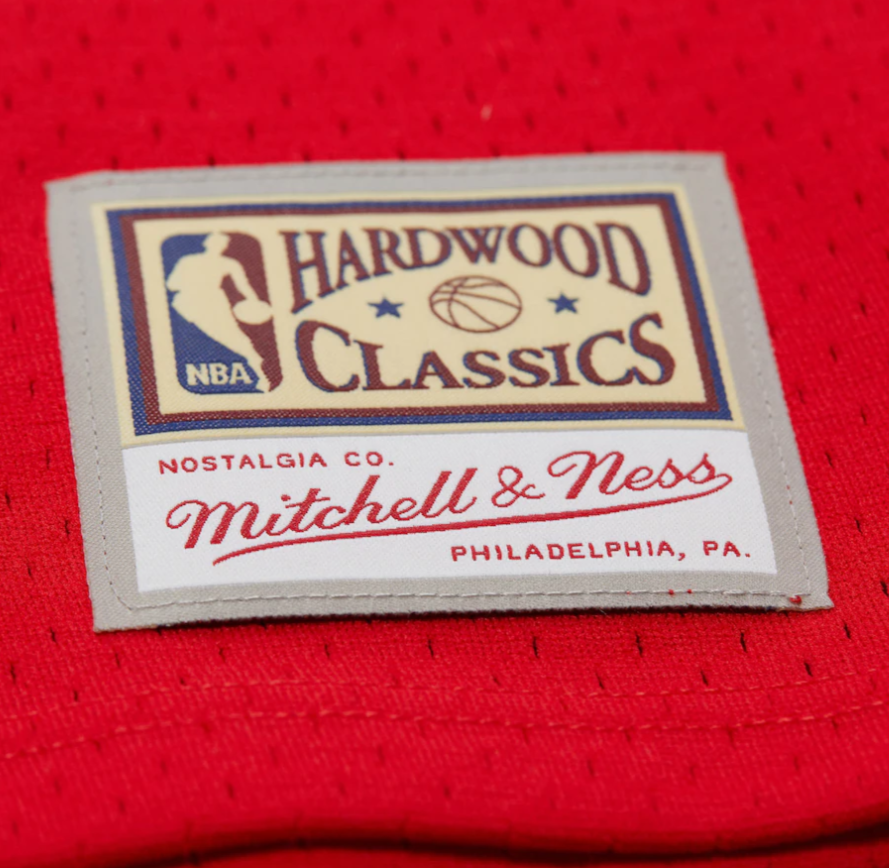 HARDWOOD
CLASSICS
NBA
NOSTALGIA CO.
Mitchell & Ness
PHILADELPHIA, PA.